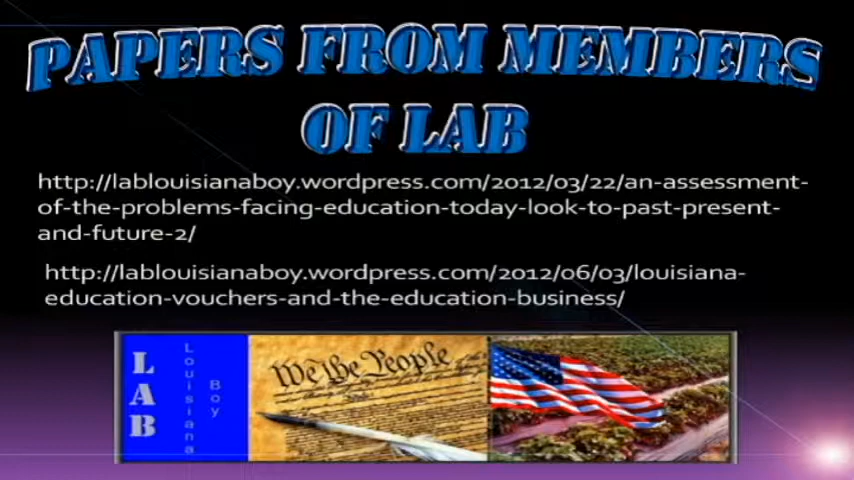 PAPERS FROM MEMBERS
OF LAB
http://lablouisianaboy.wordpress.com/2012/03/22/an-assessment-
of-the-problems-facing-education-today-look-to-past-present-
and-future-2/
http://lablouisianaboy.wordpress.com/2012/06/03/louisiana-
education-vouchers-and-the-education-business/
LAB
Louisiana
Boy
We the People